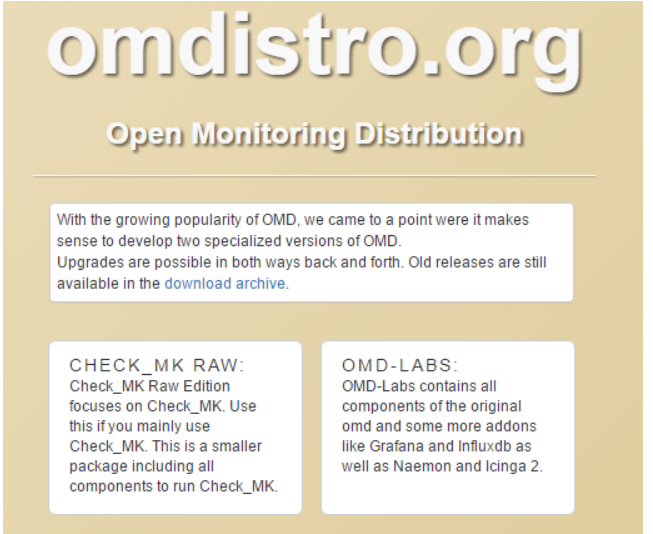 omdistro.org
Open Monitoring Distribution
With the growing popularity of OMD, we came to a point were it makes
sense to develop two specialized versions of OMD.
Upgrades are possible in both ways back and forth. Old releases are still
available in the download archive.
CHECK_MK RAW:
Check_MK Raw Edition
focuses on Check_MK. Use
this if you mainly use
Check_MK. This is a smaller
package including all
components to run Check_MK.
OMD-LABS:
OMD-Labs contains all
components of the original
omd and some more addons
like Grafana and Influxdb as
well as Naemon and Icinga 2.